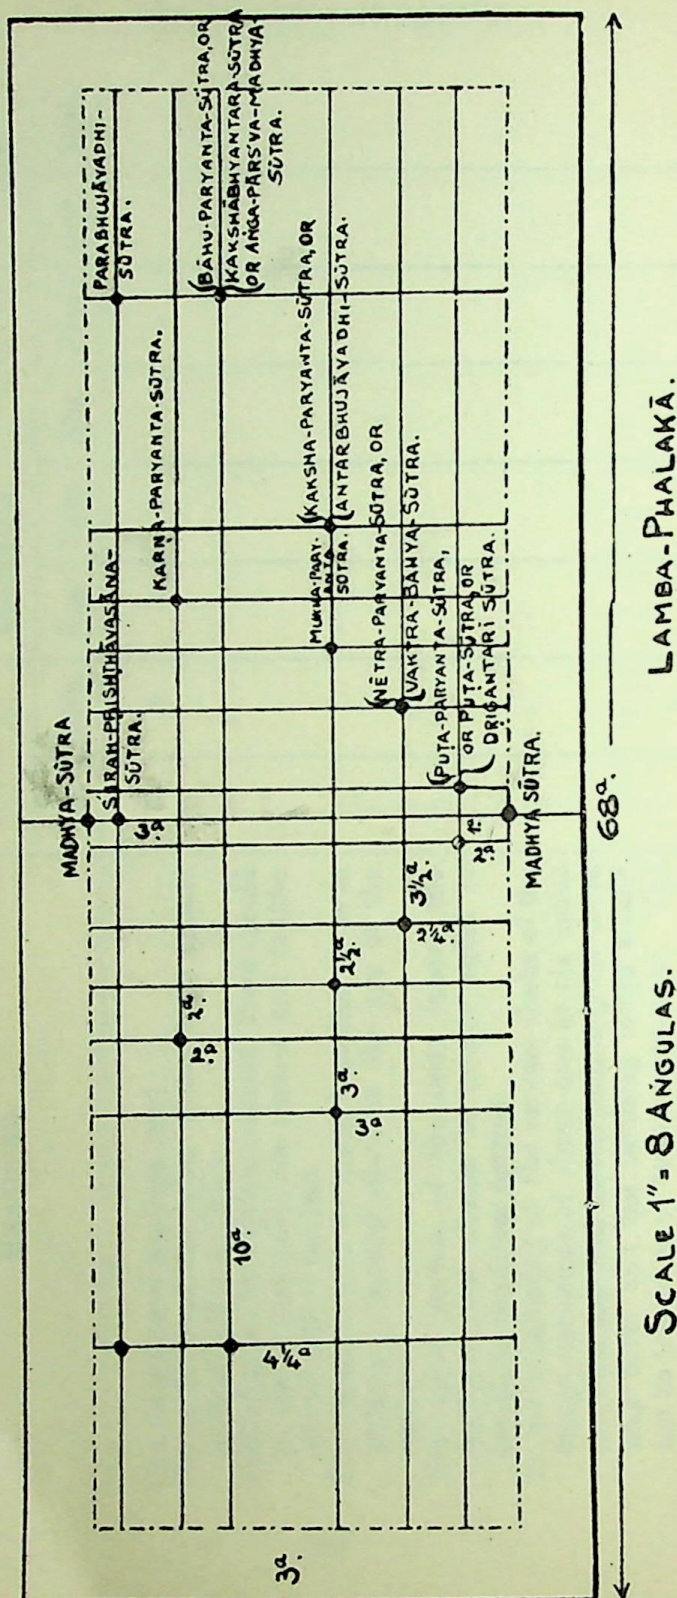 PARABHUJĀVADHI-
SŪTRA.
(BĀHU-PARYANTA-SŪTRA, OR
KAKSHĀBHYANTARA-SŪTRA
(OR AṄGA-PĀRŚVA-MADHYA-
SŪTRA.
KARṆA-PARYANTA-SŪTRA.
(KAKSHA-PARYANTA-SŪTRA, OR
(ANTARBHUJĀVADHI-SŪTRA.
MUKHA-PARY-
ANTA
SŪTRA.
(NĒTRA-PARYANTA-SŪTRA, OR
(VAKTRA-BĀHYA-SŪTRA.
(PUṬA-PARYANTA-SŪTRA,
OR PUṬA-SŪTRA, OR
DṚIGANTARĪ SŪTRA.
MADHYA-SŪTRA
ŚIRAḤ-PṚISHṬHĀVASĀNA-
SŪTRA.
MADHYA SŪTRA.
3ª.
1ª.
2ª.
3½ª.
2¼ª.
2½ª.
2ª.
2ª.
3ª.
3ª.
10ª.
4¼ª
3ª.
68ª.
LAMBA-PHALAKĀ.
SCALE 1" = 8 AṄGULAS.